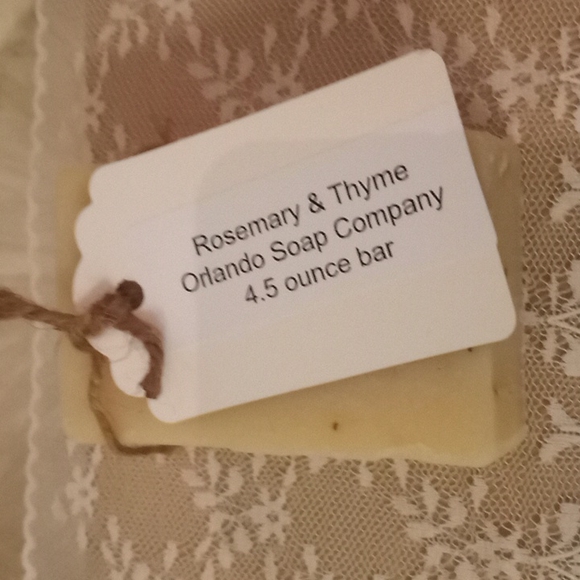 Rosemary & Thyme
Orlando Soap Company
4.5 ounce bar